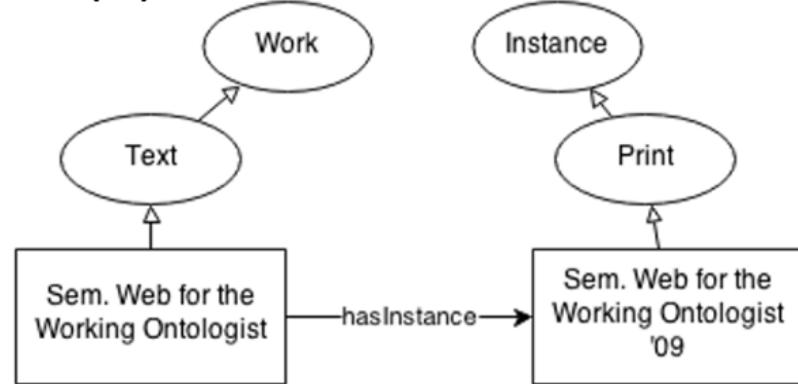 Work
Instance
Text
Print
Sem. Web for the
Working Ontologist
hasInstance
Sem. Web for the
Working Ontologist
'09